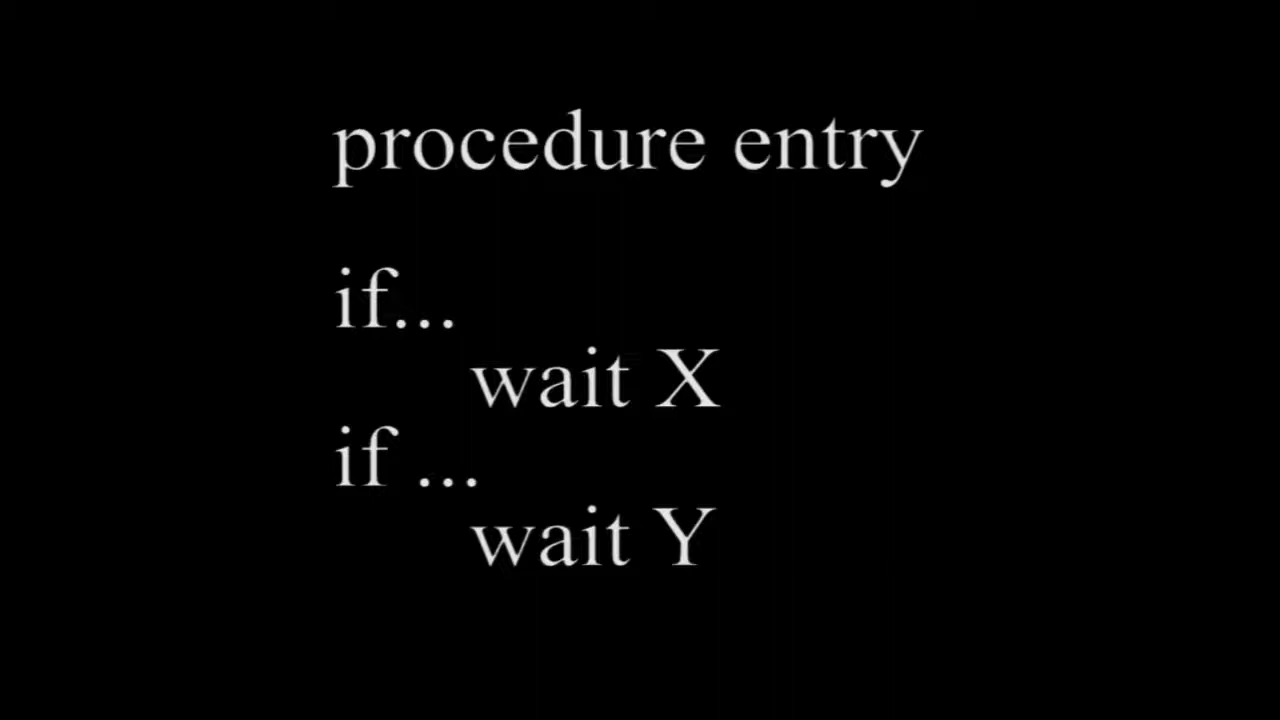 procedure entry
if...
wait X
if ...
wait Y